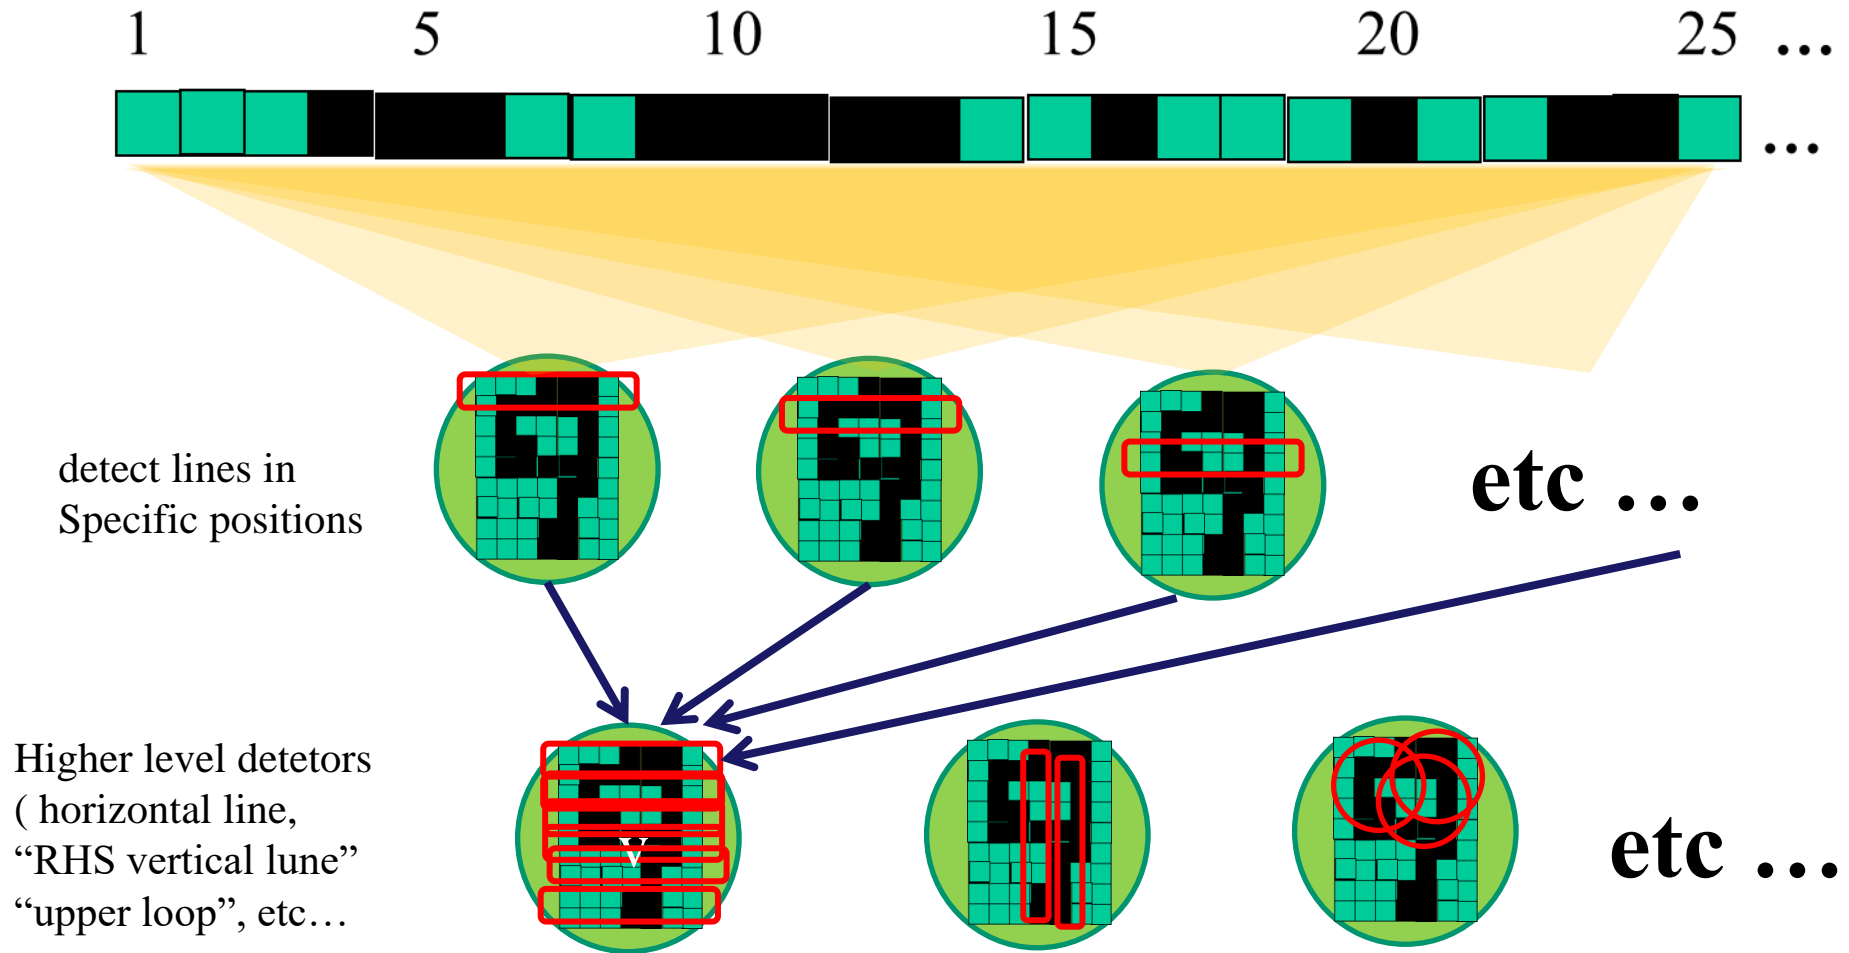 1 5 10 15 20 25 …
…
detect lines in
Specific positions
etc …
Higher level detetors
( horizontal line,
“RHS vertical lune”
“upper loop”, etc…
v
etc …